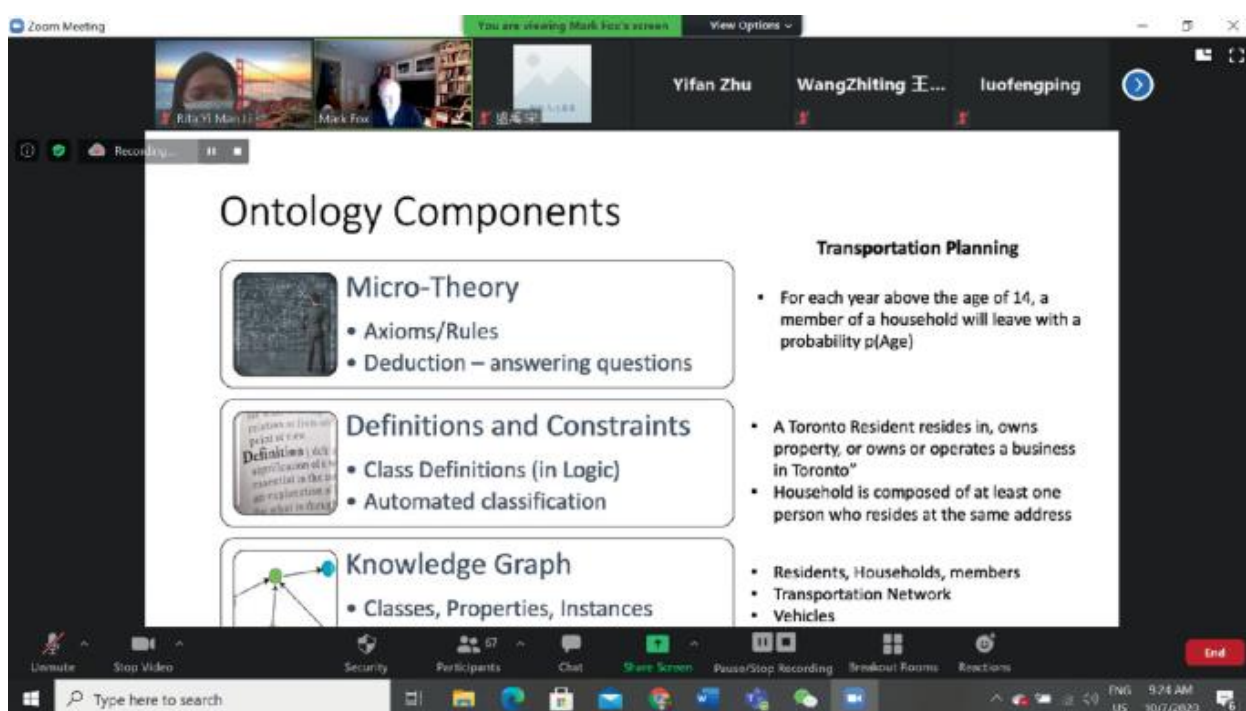 Zoom Meeting
You are viewing Mark Fox's screen
View Options
Rita Yi Man Li
Mark Fox
Yifan Zhu
WangZhiting 王...
luofengping
Recording...
Ontology Components
Transportation Planning
Micro-Theory
• Axioms/Rules
• Deduction – answering questions
• For each year above the age of 14, a
member of a household will leave with a
probability p(Age)
Definition
Definitions and Constraints
• Class Definitions (in Logic)
• Automated classification
• A Toronto Resident resides in, owns
property, or owns or operates a business
in Toronto"
• Household is composed of at least one
person who resides at the same address
Knowledge Graph
• Classes, Properties, Instances
• Residents, Households, members
• Transportation Network
• Vehicles
Unmute
Stop Video
Security
67
Participants
Chat
Share Screen
Pause/Stop Recording
Breakout Rooms
Reactions
End
Type here to search
ENG
US
9:24 AM